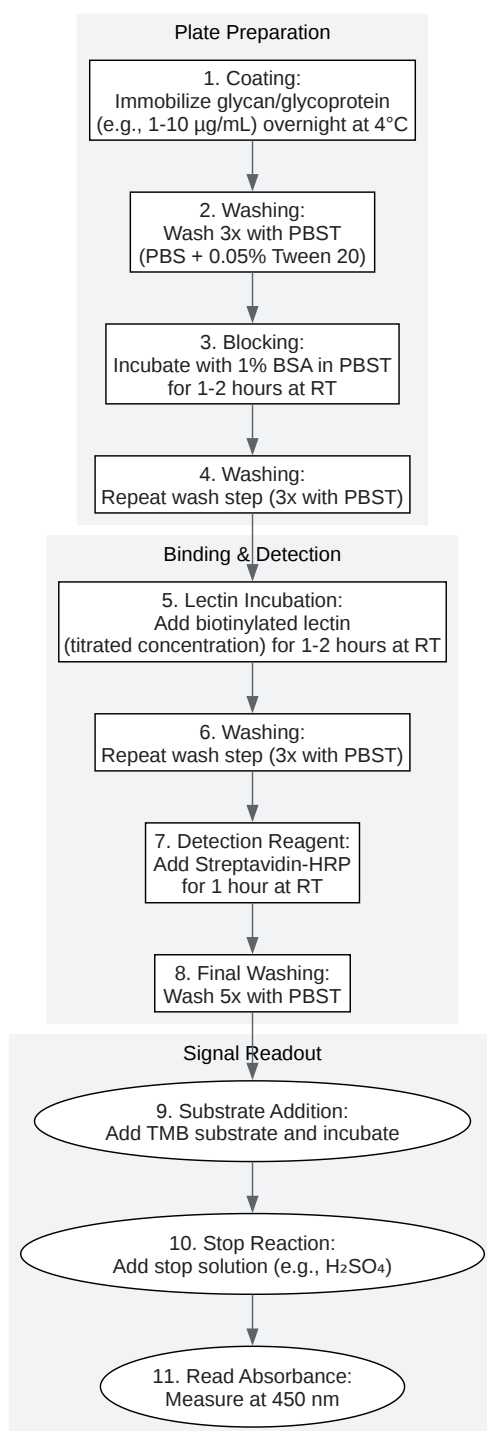 Plate Preparation
1. Coating:
Immobilize glycan/glycoprotein
(e.g., 1-10 µg/mL) overnight at 4°C
2. Washing:
Wash 3x with PBST
(PBS + 0.05% Tween 20)
3. Blocking:
Incubate with 1% BSA in PBST
for 1-2 hours at RT
4. Washing:
Repeat wash step (3x with PBST)
Binding & Detection
5. Lectin Incubation:
Add biotinylated lectin
(titrated concentration) for 1-2 hours at RT
6. Washing:
Repeat wash step (3x with PBST)
7. Detection Reagent:
Add Streptavidin-HRP
for 1 hour at RT
8. Final Washing:
Wash 5x with PBST
Signal Readout
9. Substrate Addition:
Add TMB substrate and incubate
10. Stop Reaction:
Add stop solution (e.g., H₂SO₄)
11. Read Absorbance:
Measure at 450 nm